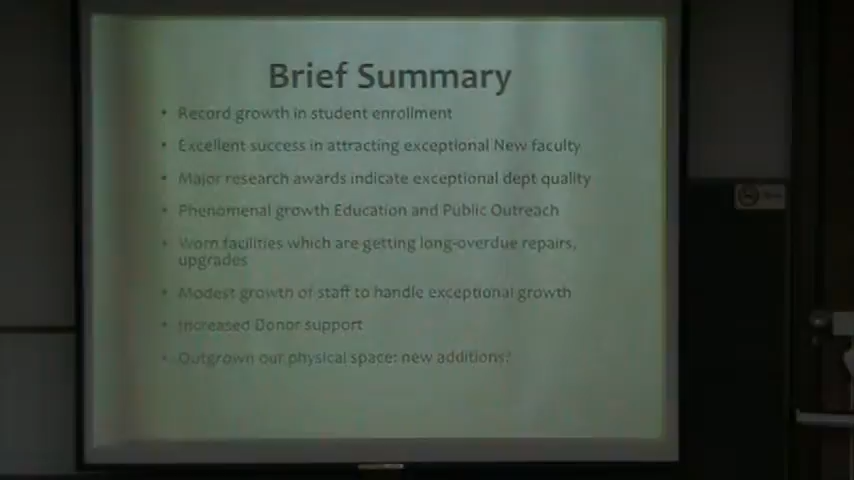 Brief Summary
• Record growth in student enrollment
• Excellent success in attracting exceptional New faculty
• Major research awards indicate exceptional dept quality
• Phenomenal growth Education and Public Outreach
• Worn facilities which are getting long-overdue repairs,
upgrades
• Modest growth of staff to handle exceptional growth
• Increased Donor support
• Outgrown our physical space: new additions?